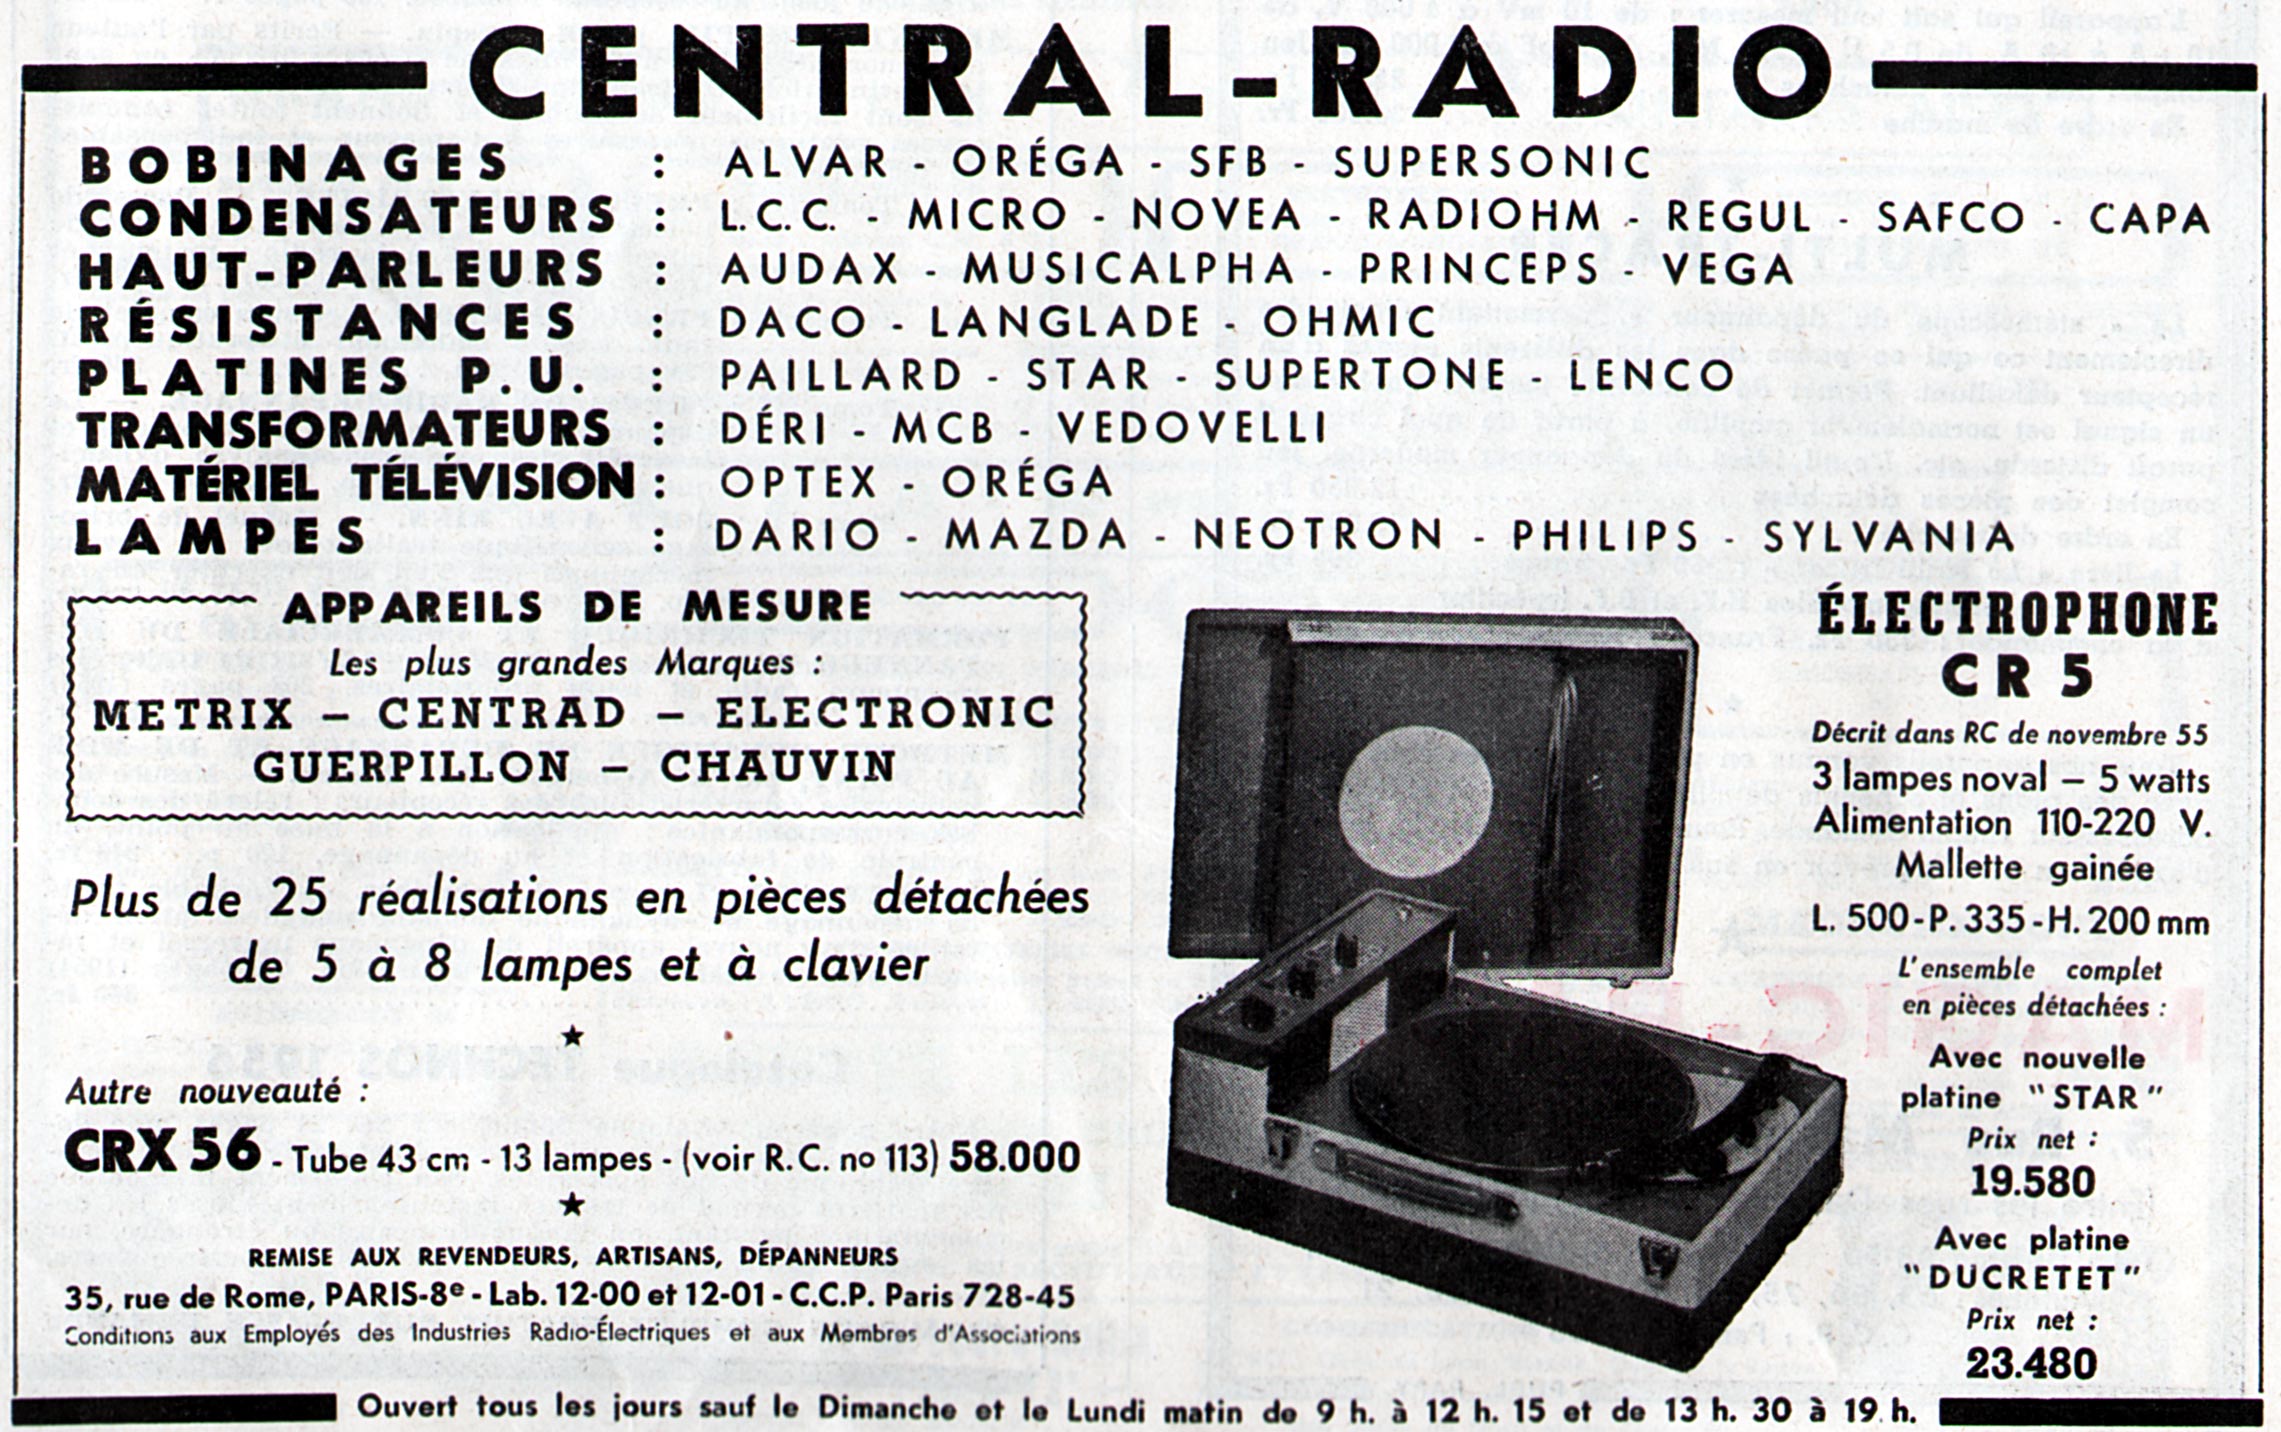 CENTRAL-RADIO
BOBINAGES : ALVAR - ORÉGA - SFB - SUPERSONIC
CONDENSATEURS : L.C.C. - MICRO - NOVEA - RADIOHM - REGUL - SAFCO - CAPA
HAUT-PARLEURS : AUDAX - MUSICALPHA - PRINCEPS - VEGA
RÉSISTANCES : DACO - LANGLADE - OHMIC
PLATINES P.U. : PAILLARD - STAR - SUPERTONE - LENCO
TRANSFORMATEURS : DÉRI - MCB - VEDOVELLI
MATÉRIEL TÉLÉVISION : OPTEX - ORÉGA
LAMPES : DARIO - MAZDA - NEOTRON - PHILIPS - SYLVANIA
APPAREILS DE MESURE
Les plus grandes Marques :
METRIX – CENTRAD – ELECTRONIC
GUERPILLON – CHAUVIN
Plus de 25 réalisations en pièces détachées
de 5 à 8 lampes et à clavier
★
Autre nouveauté :
CRX 56 - Tube 43 cm - 13 lampes - (voir R.C. no 113) 58.000
★
REMISE AUX REVENDEURS, ARTISANS, DÉPANNEURS
35, rue de Rome, PARIS-8e - Lab. 12-00 et 12-01 - C.C.P. Paris 728-45
Conditions aux Employés des Industries Radio-Électriques et aux Membres d'Associations
ÉLECTROPHONE
CR 5
Décrit dans RC de novembre 55
3 lampes noval – 5 watts
Alimentation 110-220 V.
Mallette gainée
L. 500 - P. 335 - H. 200 mm
L'ensemble complet
en pièces détachées :
Avec nouvelle
platine "STAR"
Prix net :
19.580
Avec platine
"DUCRETET"
Prix net :
23.480
Ouvert tous les jours sauf le Dimanche et le Lundi matin de 9 h. à 12 h. 15 et de 13 h. 30 à 19 h.